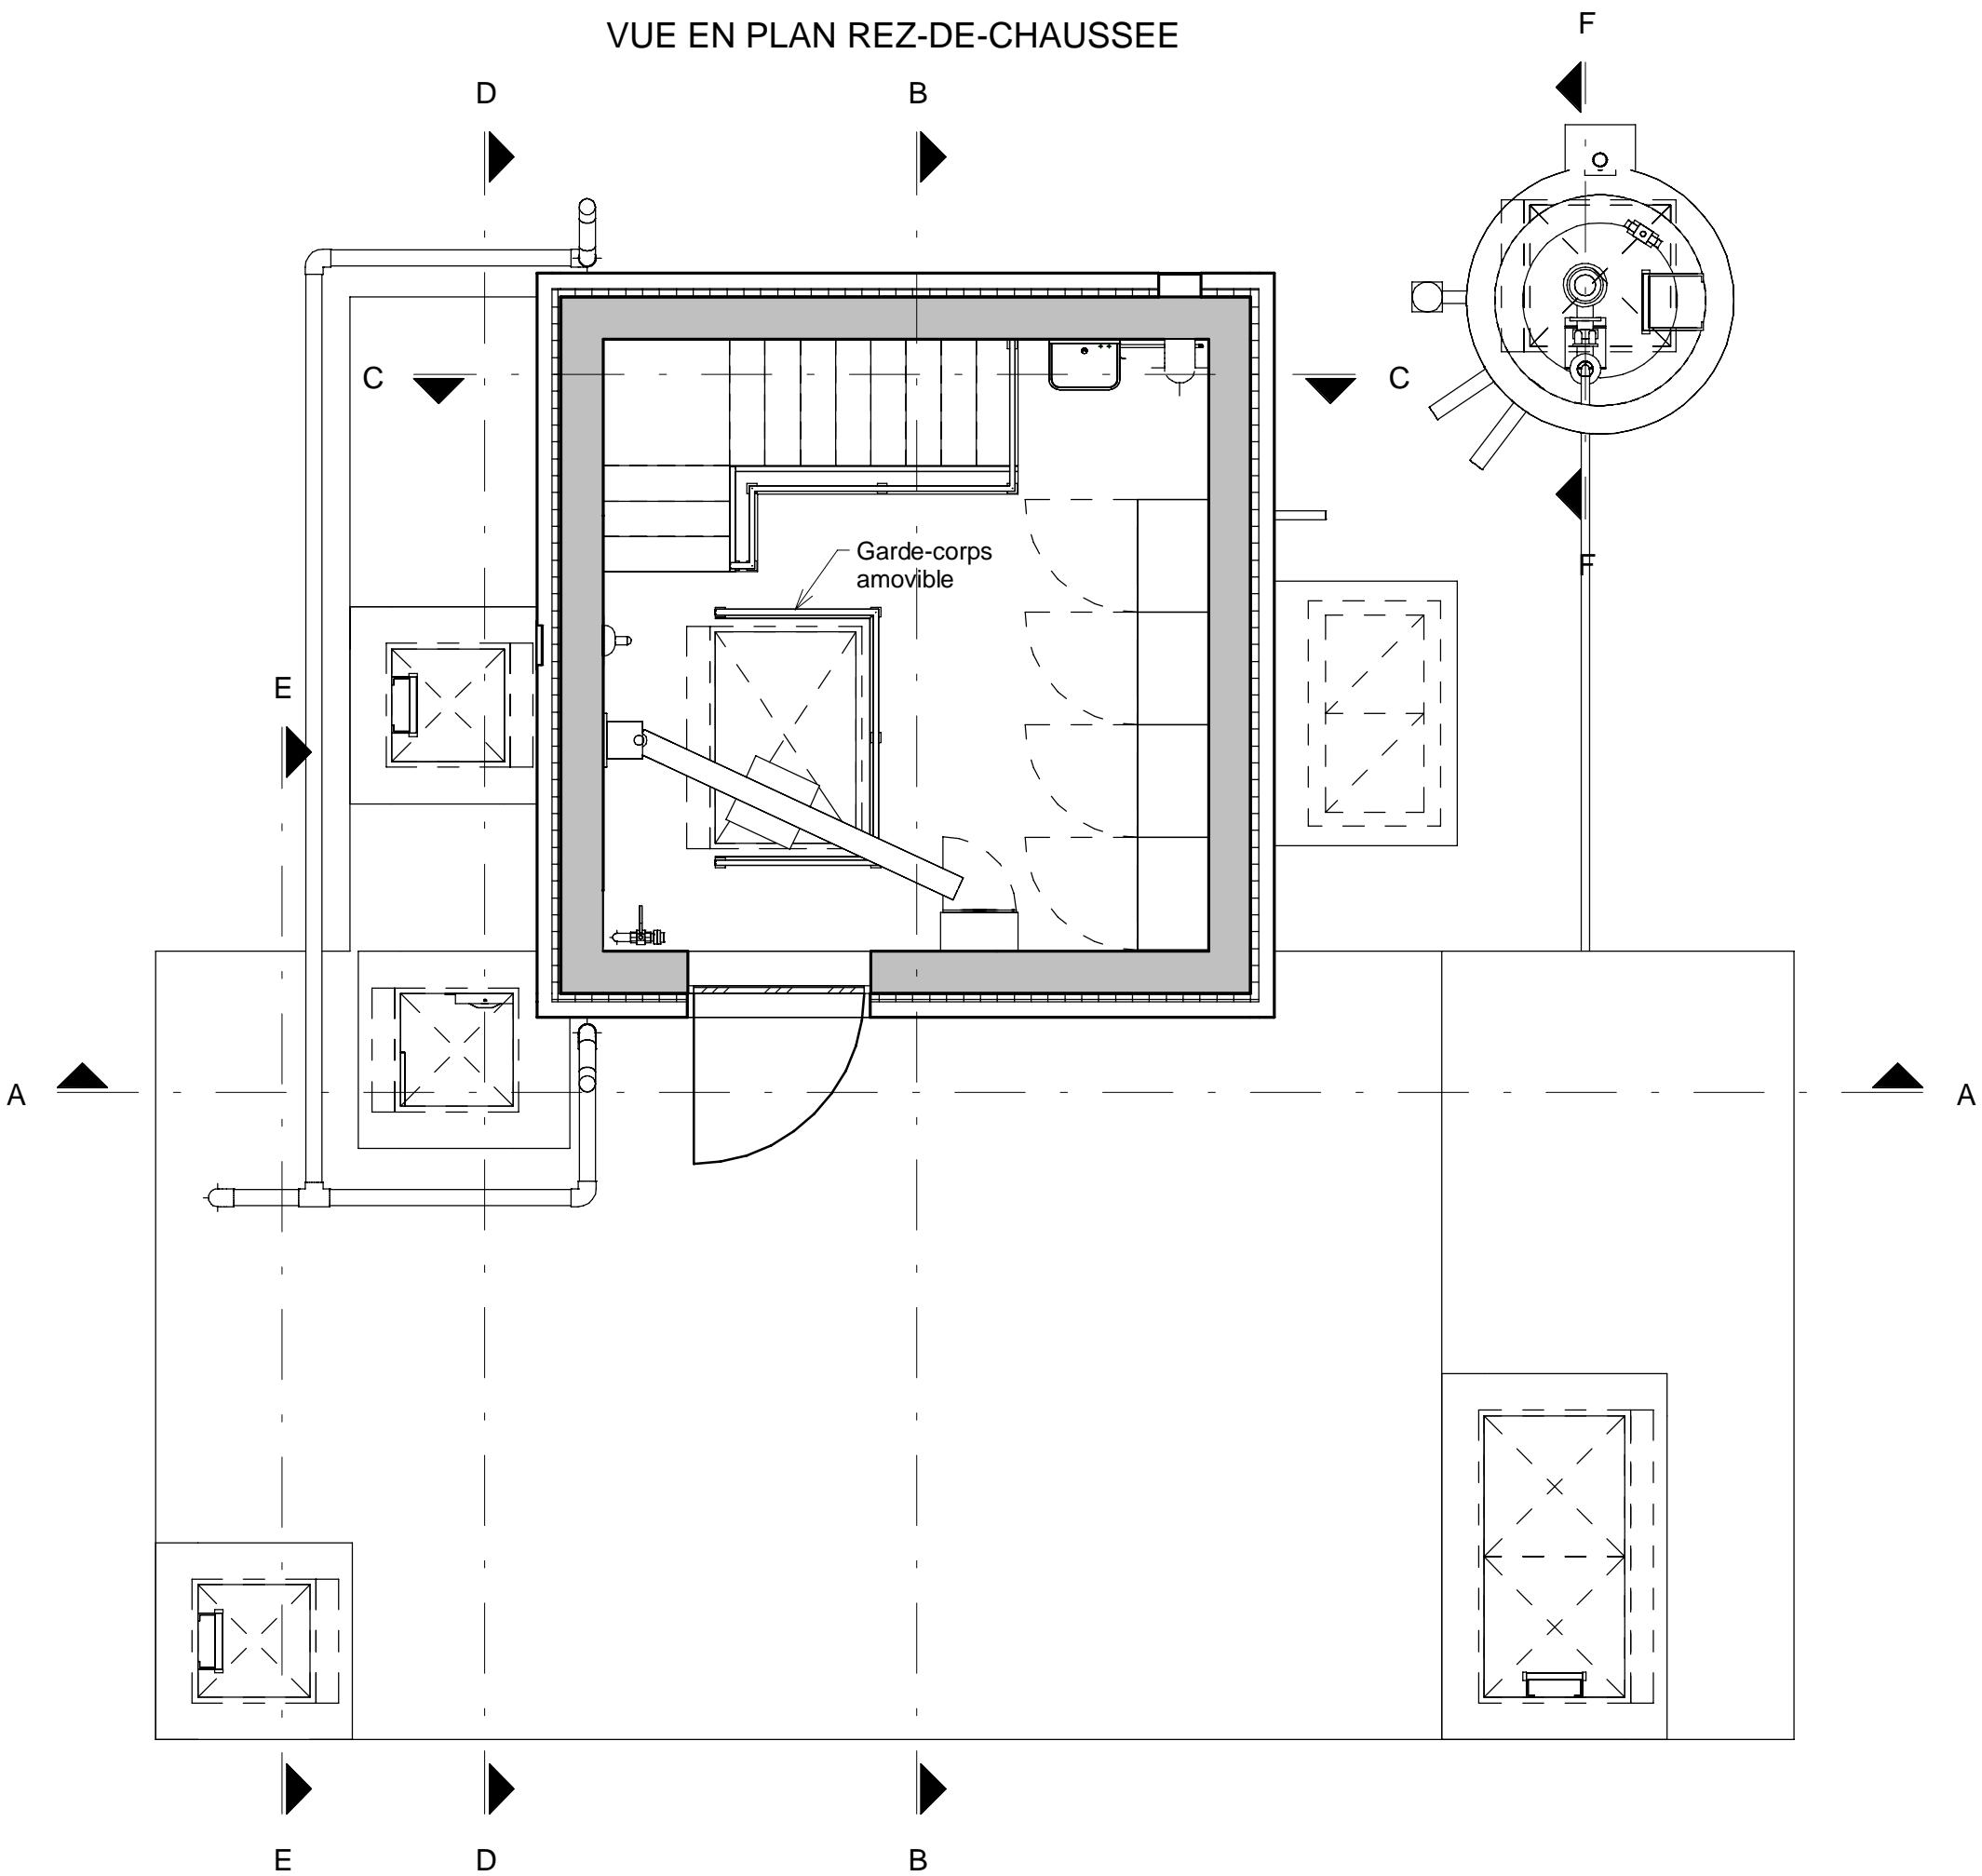 VUE EN PLAN REZ-DE-CHAUSSEE
F
D
B
C
C
Garde-corps
amovible
F
E
A
A
E
D
B